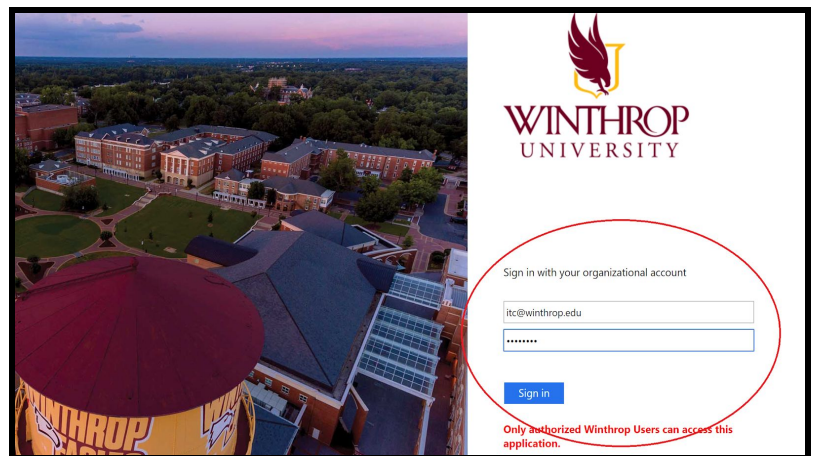 WINTHROP
UNIVERSITY
Sign in with your organizational account
itc@winthrop.edu
••••••••
Sign in
Only authorized Winthrop Users can access this
application.
WINTHROP
EAGLES